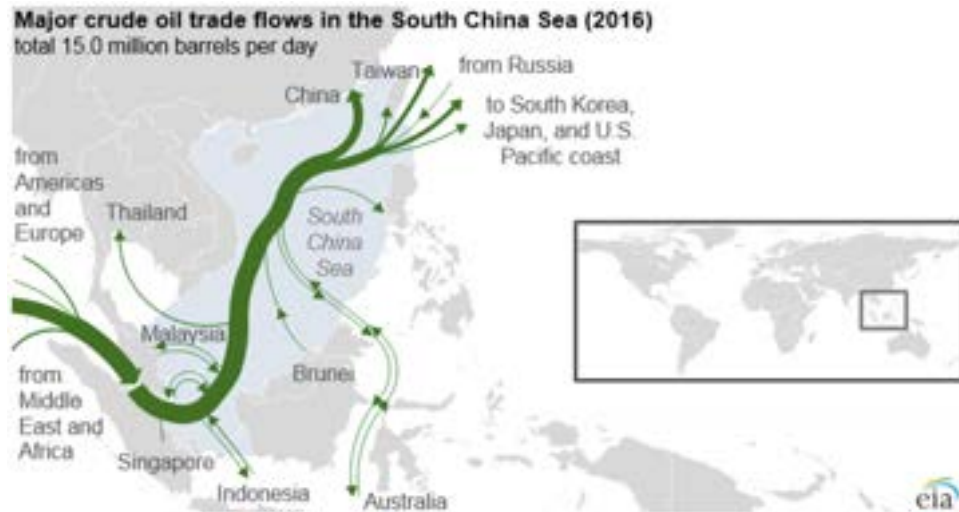 Major crude oil trade flows in the South China Sea (2016)
total 15.0 million barrels per day
Taiwan
from Russia
China
to South Korea,
Japan, and U.S.
Pacific coast
from
Americas
and
Europe
Thailand
South
China
Sea
Malaysia
Brunei
from
Middle
East and
Africa
Singapore
Indonesia
Australia
eia